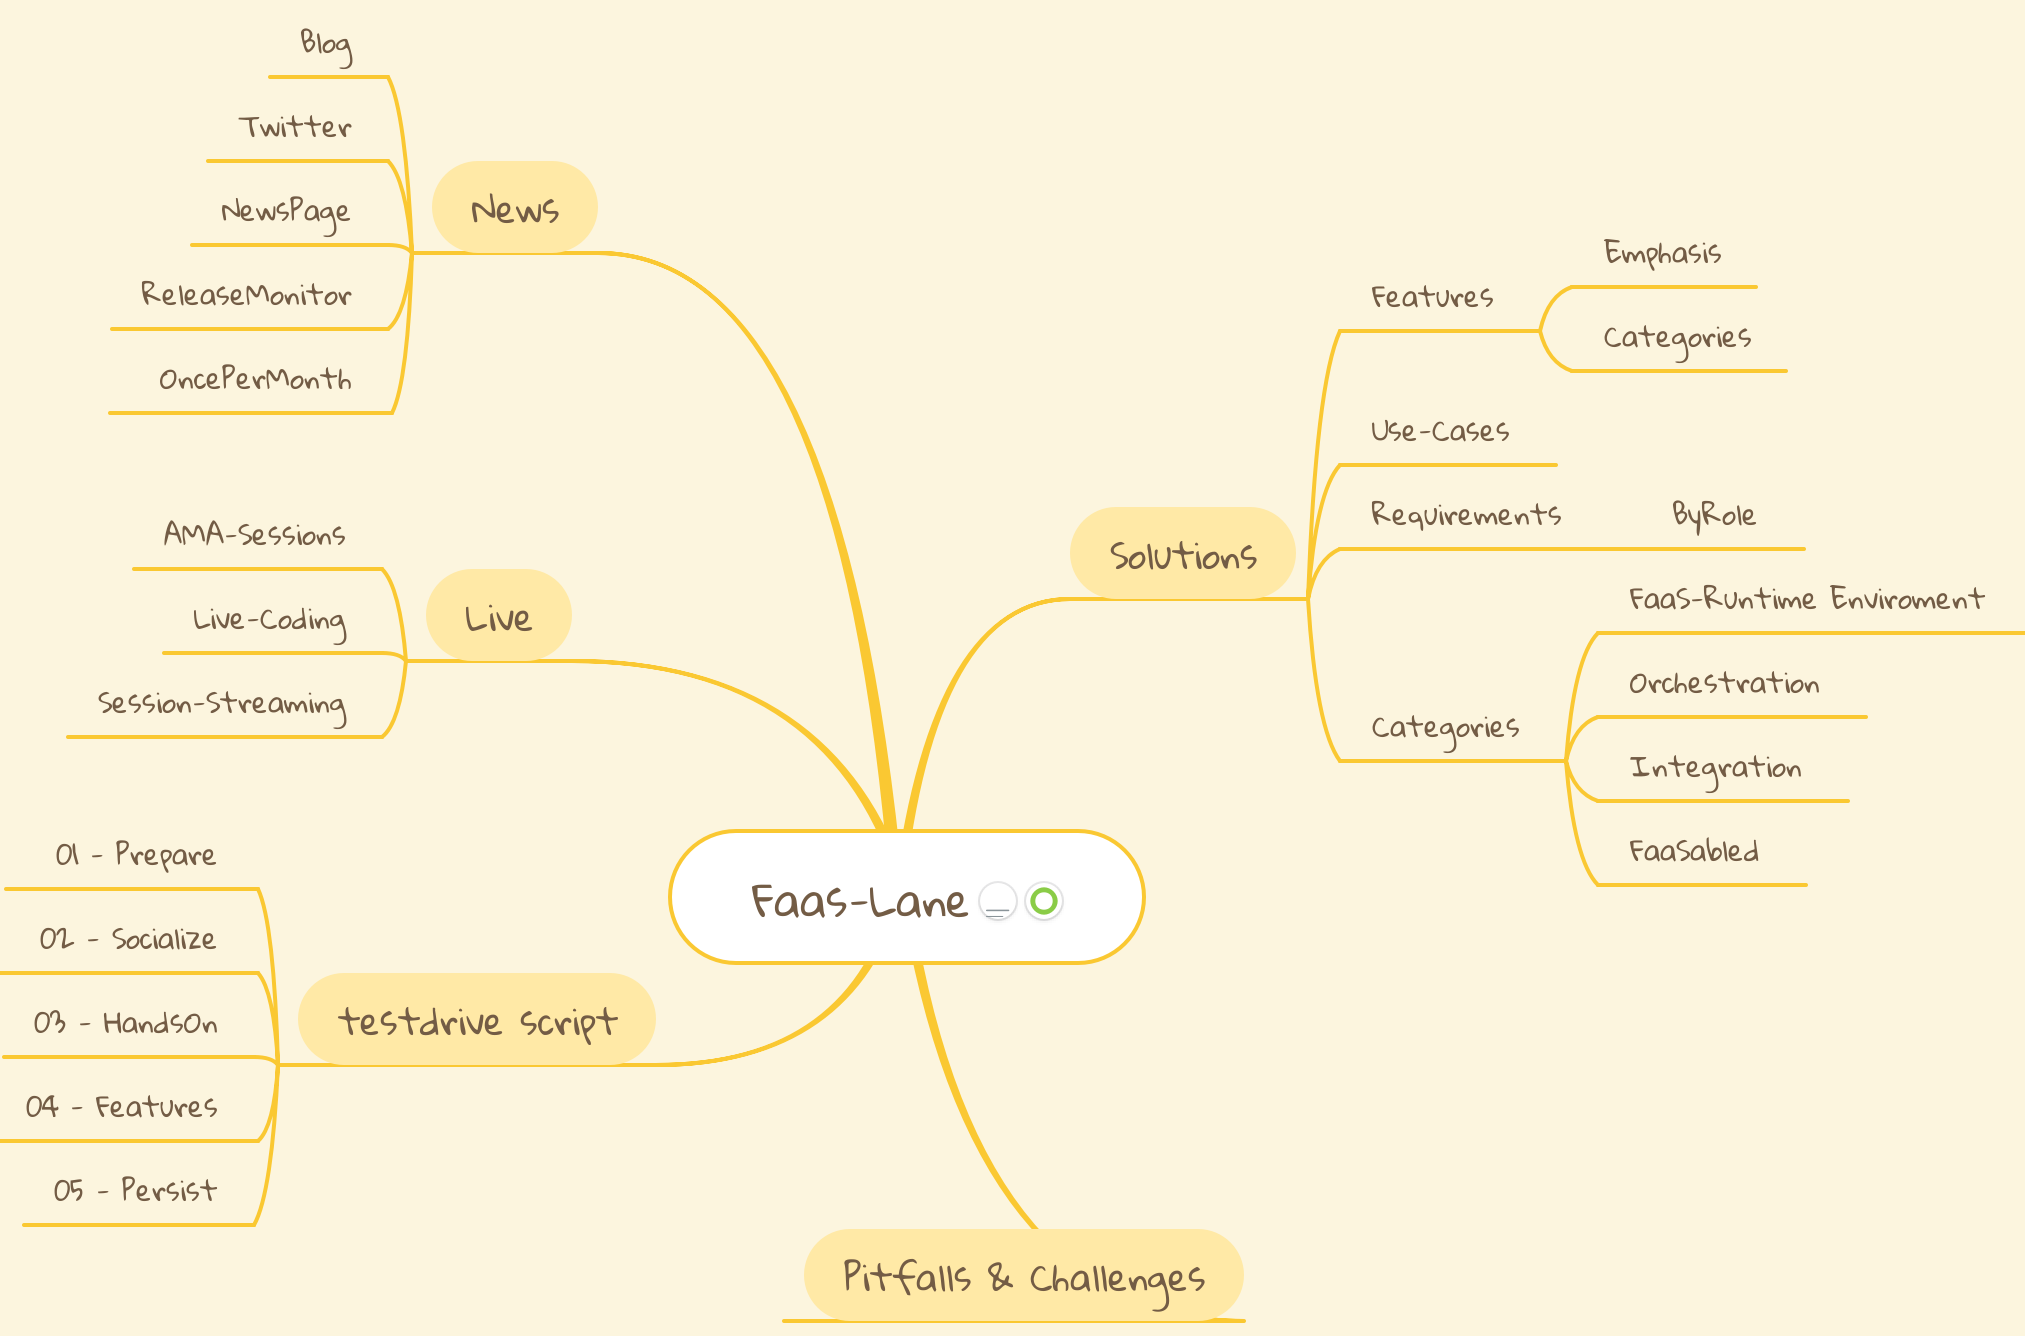 Blog
Twitter
NewsPage
ReleaseMonitor
OncePerMonth
News
AMA-Sessions
Live-Coding
Session-Streaming
Live
01 - Prepare
02 - Socialize
03 - HandsOn
04 - Features
05 - Persist
testdrive script
Faas-Lane
Pitfalls & Challenges
Solutions
Features
Emphasis
Categories
Use-Cases
Requirements
ByRole
Categories
FaaS-Runtime Enviroment
Orchestration
Integration
FaaSabled